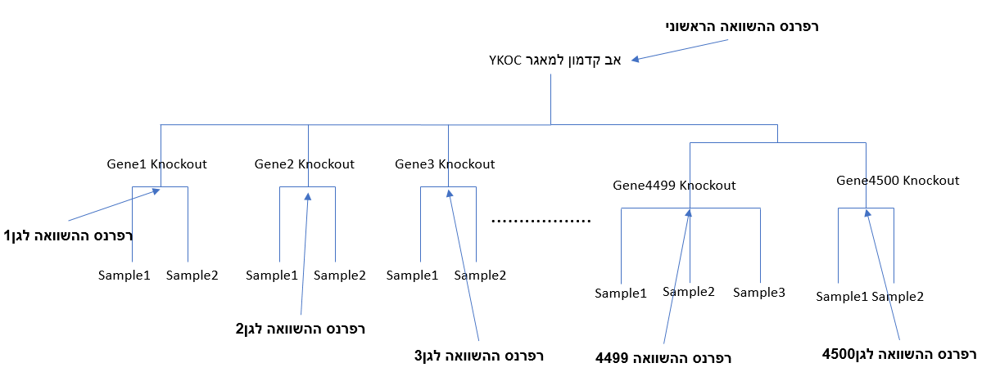 רפרנס ההשוואה הראשוני
אב קדמון למאגר YKOC
Gene1 Knockout
Gene2 Knockout
Gene3 Knockout
Gene4499 Knockout
Gene4500 Knockout
..................
רפרנס ההשוואה לגן1
Sample1
Sample2
Sample1
Sample2
Sample1
Sample2
Sample1
Sample2
Sample3
Sample1
Sample2
רפרנס ההשוואה לגן2
רפרנס ההשוואה לגן3
רפרנס ההשוואה 4499
רפרנס ההשוואה לגן4500